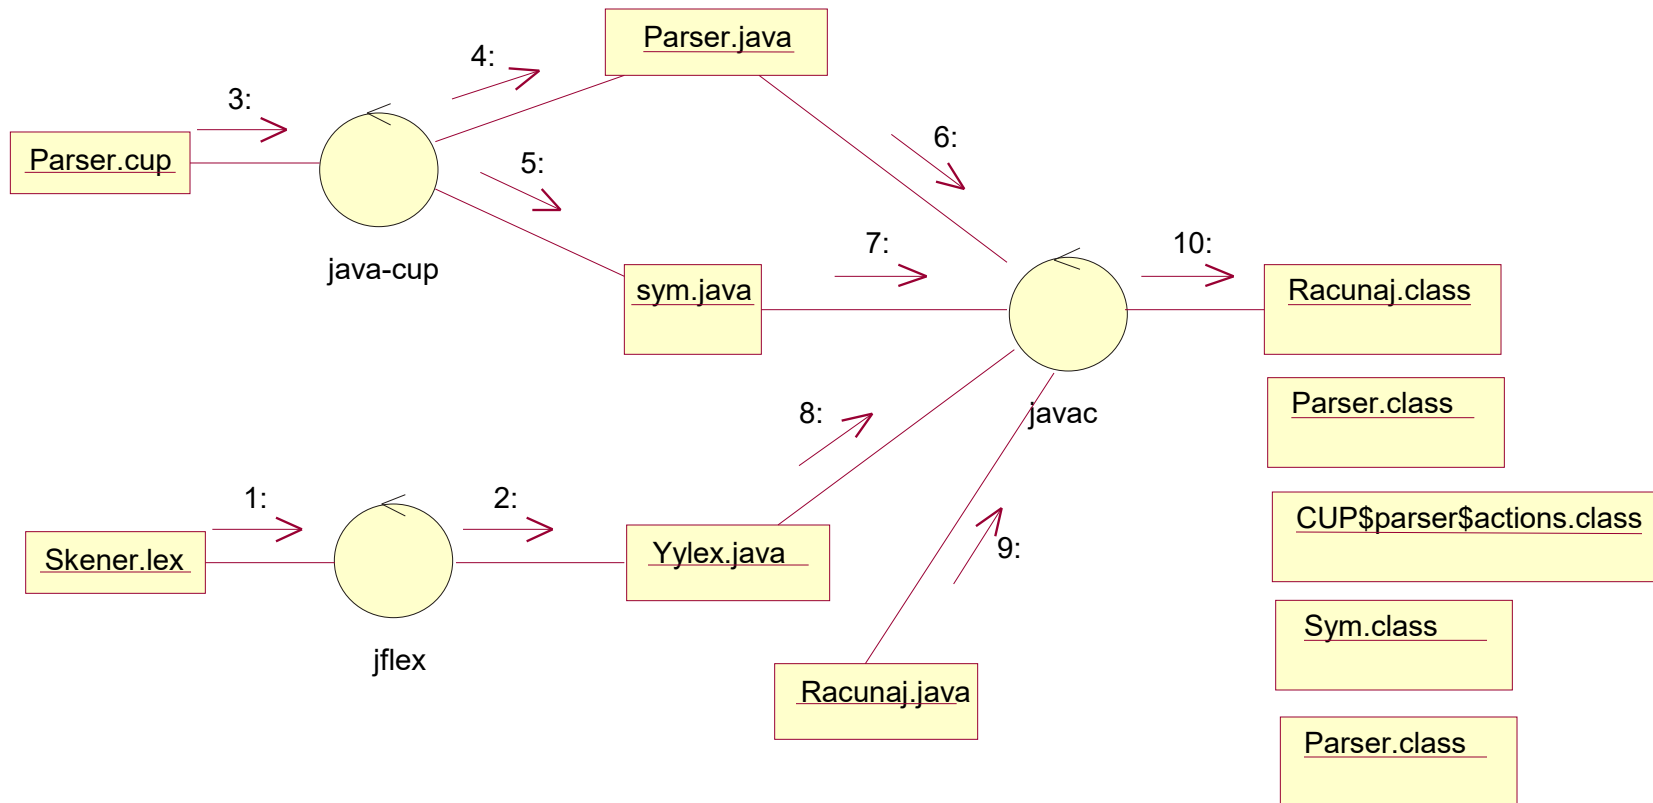 Parser.java
4:
3:
Parser.cup
5:
6:
java-cup
7:
10:
sym.java
Racunaj.class
Parser.class
8:
javac
1:
2:
CUP$parser$actions.class
Skener.lex
Yylex.java
9:
Sym.class
jflex
Racunaj.java
Parser.class